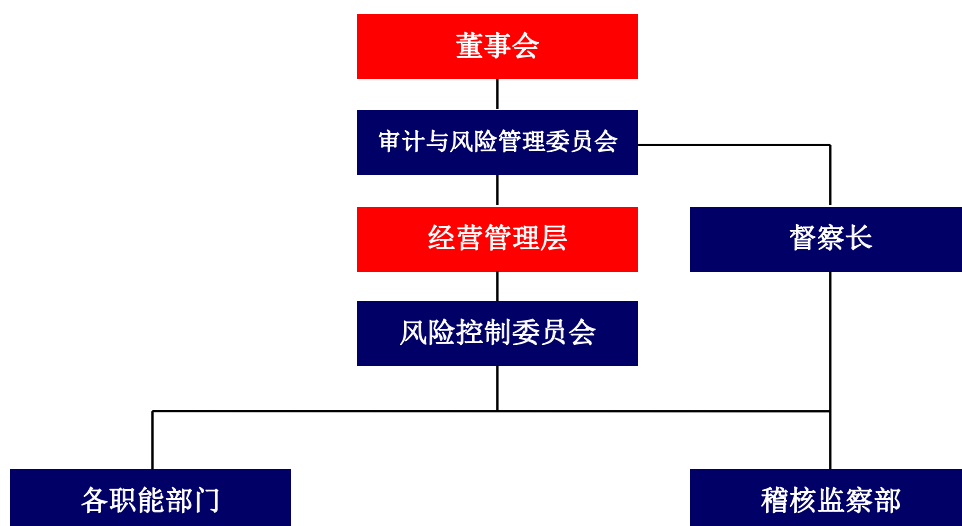 董事会
审计与风险管理委员会
经营管理层
督察长
风险控制委员会
各职能部门
稽核监察部